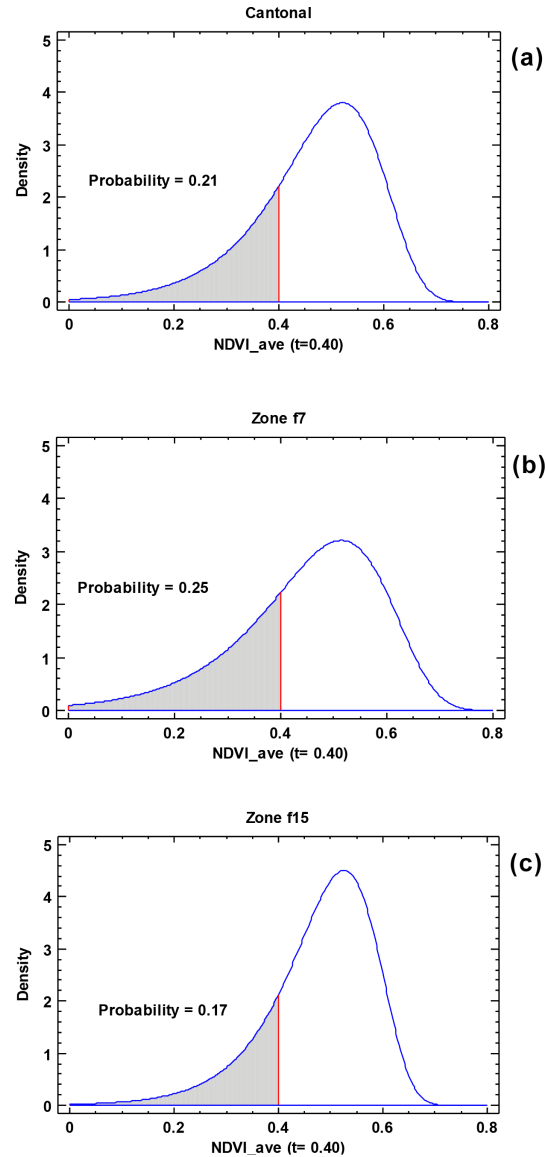 Cantonal
(a)
5
4
3
2
1
0
Density
Probability = 0.21
0 0.2 0.4 0.6 0.8
NDVI_ave (t=0.40)
Zone f7
(b)
5
4
3
2
1
0
Density
Probability = 0.25
0 0.2 0.4 0.6 0.8
NDVI_ave (t= 0.40)
Zone f15
(c)
5
4
3
2
1
0
Density
Probability = 0.17
0 0.2 0.4 0.6 0.8
NDVI_ave (t= 0.40)